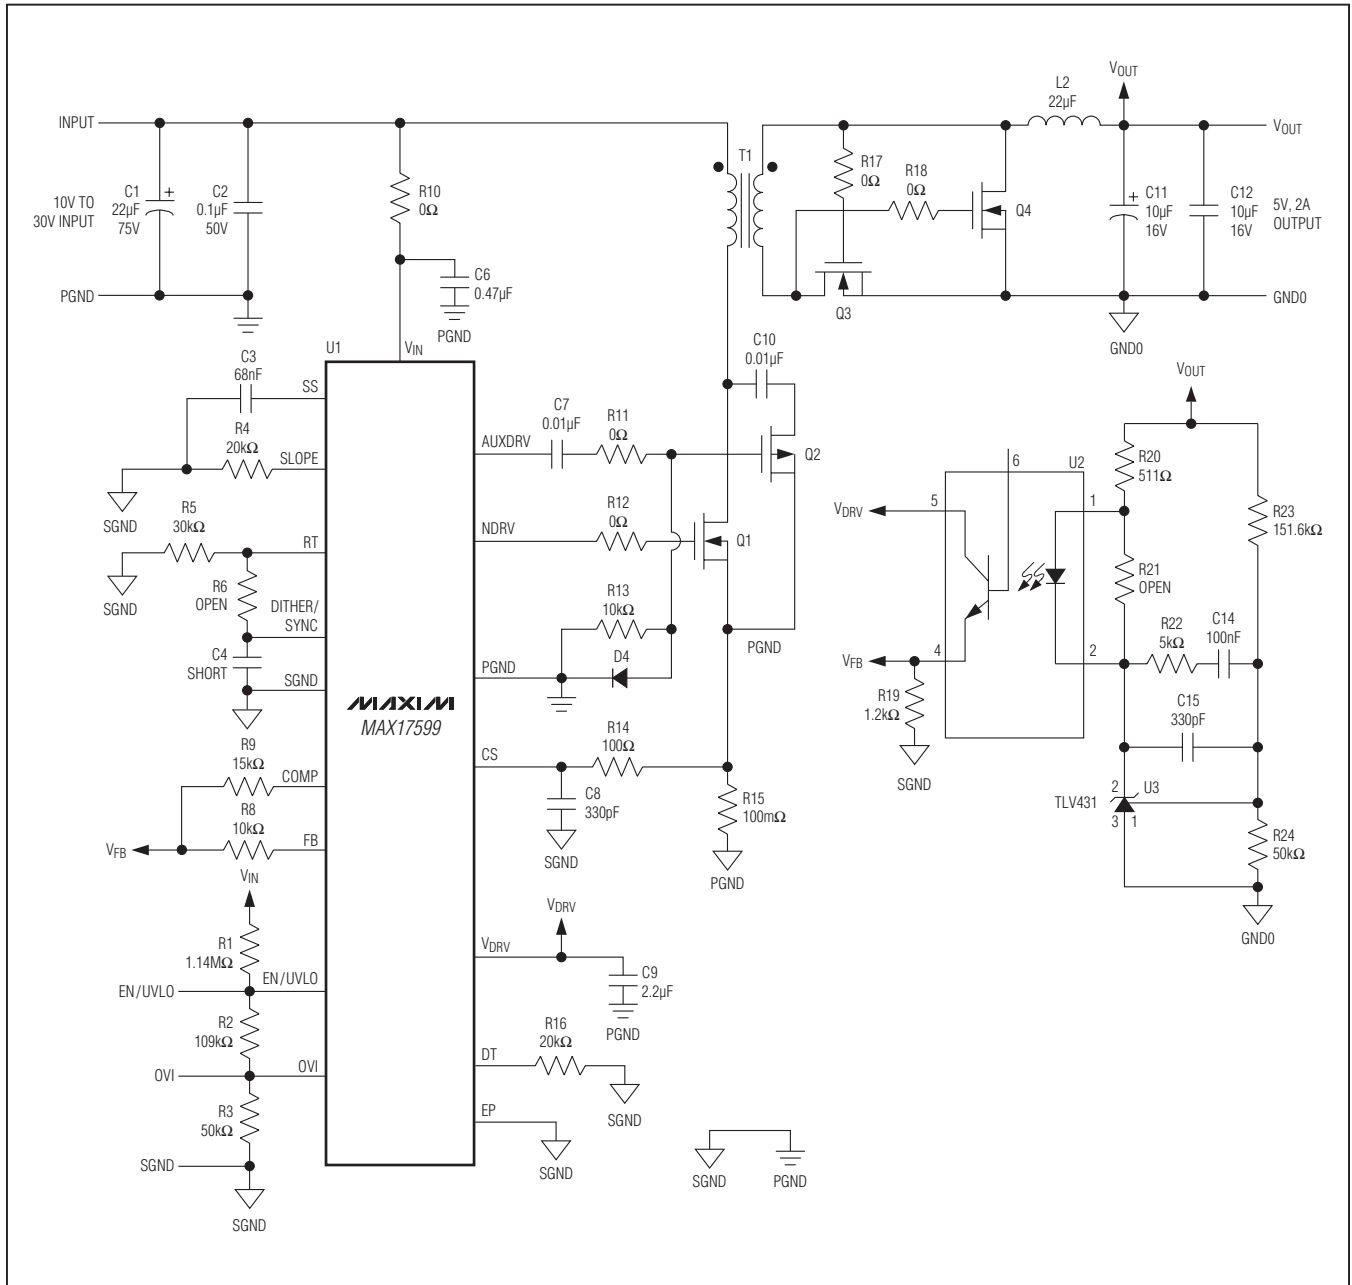 INPUT
10V TO
30V INPUT
C1
22µF
75V
+
C2
0.1µF
50V
PGND
R10
0Ω
C6
0.47µF
PGND
T1
R17
0Ω
R18
0Ω
Q4
Q3
L2
22µF
VOUT
VOUT
+
C11
10µF
16V
C12
10µF
16V
5V, 2A
OUTPUT
GND0
GND0
U1
VIN
C3
68nF
SS
R4
20kΩ
SLOPE
SGND
R5
30kΩ
RT
SGND
R6
OPEN
DITHER/
SYNC
C4
SHORT
SGND
R9
15kΩ
COMP
R8
10kΩ
FB
VFB
VIN
R1
1.14MΩ
EN/UVLO
EN/UVLO
R2
109kΩ
OVI
OVI
R3
50kΩ
SGND
SGND
MAXIM
MAX17599
AUXDRV
C7
0.01µF
R11
0Ω
C10
0.01µF
Q2
NDRV
R12
0Ω
Q1
R13
10kΩ
PGND
PGND
D4
CS
R14
100Ω
C8
330pF
SGND
R15
100mΩ
PGND
VDRV
VDRV
C9
2.2µF
PGND
DT
R16
20kΩ
SGND
EP
SGND
SGND
PGND
VOUT
6
U2
5
VDRV
1
R20
511Ω
R23
151.6kΩ
R21
OPEN
R22
5kΩ
C14
100nF
4
VFB
2
R19
1.2kΩ
SGND
C15
330pF
2
U3
TLV431
3
1
R24
50kΩ
GND0